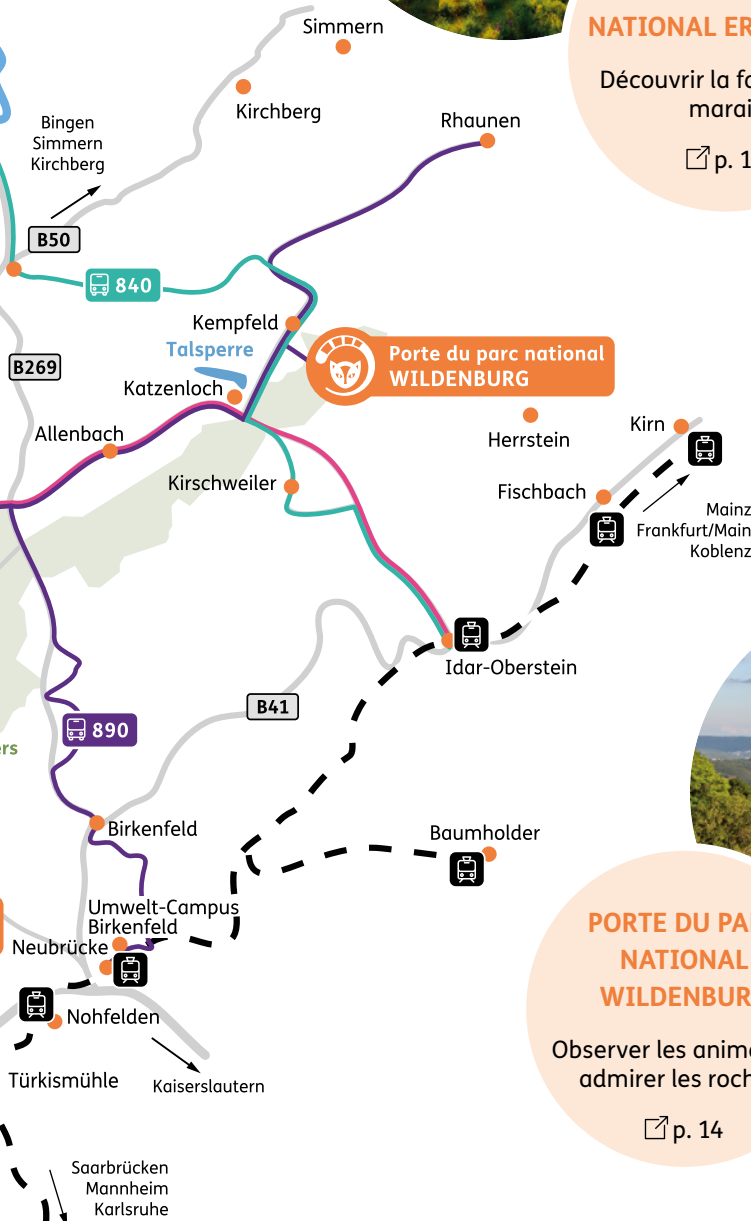 NATIONAL ER
Simmern
Découvrir la fo
marai
Kirchberg
Bingen
Simmern
Kirchberg
Rhaunen
p. 1
B50
840
Kempfeld
Talsperre
Porte du parc national
WILDENBURG
B269
Katzenloch
Allenbach
Herrstein
Kirn
Kirschweiler
Fischbach
Mainz
Frankfurt/Main
Koblenz
Idar-Oberstein
B41
890
ers
Birkenfeld
Baumholder
Umwelt-Campus
Birkenfeld
Neubrücke
Nohfelden
PORTE DU PA
NATIONAL
WILDENBUR
Observer les anima
admirer les roch
p. 14
Türkismühle
Kaiserslautern
Saarbrücken
Mannheim
Karlsruhe